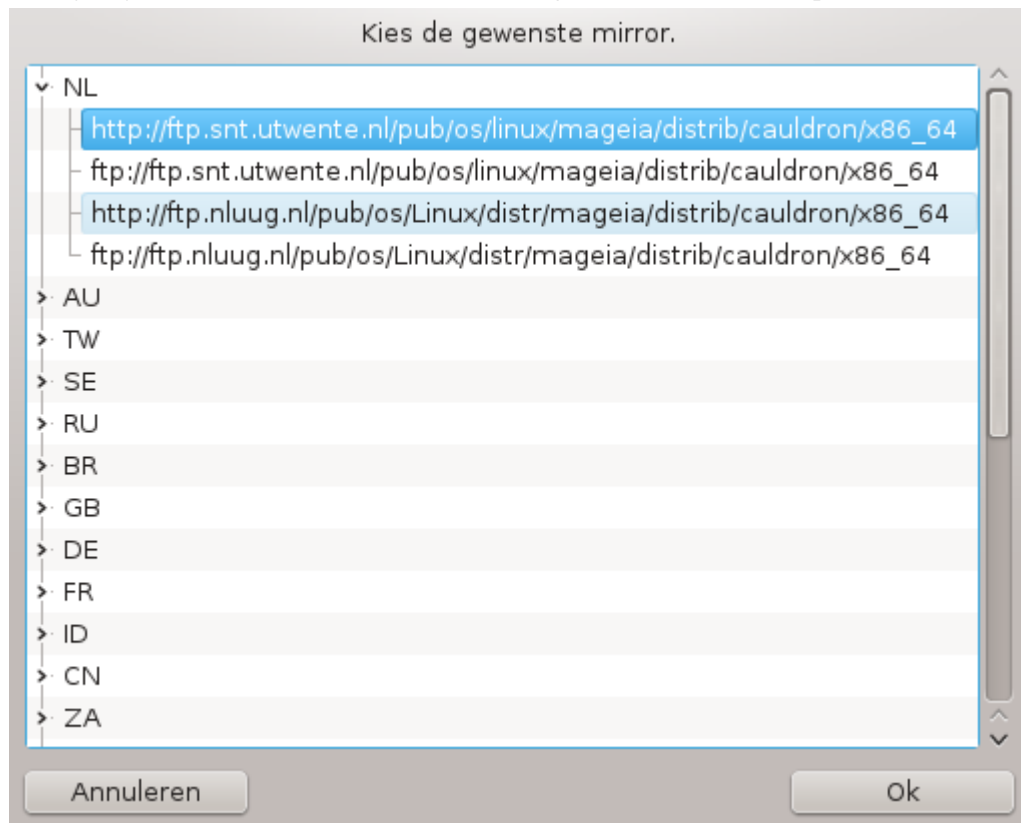 Kies de gewenste mirror.
NL
http://ftp.snt.utwente.nl/pub/os/linux/mageia/distrib/cauldron/x86_64
ftp://ftp.snt.utwente.nl/pub/os/linux/mageia/distrib/cauldron/x86_64
http://ftp.nluug.nl/pub/os/Linux/distr/mageia/distrib/cauldron/x86_64
ftp://ftp.nluug.nl/pub/os/Linux/distr/mageia/distrib/cauldron/x86_64
AU
TW
SE
RU
BR
GB
DE
FR
ID
CN
ZA
Annuleren Ok